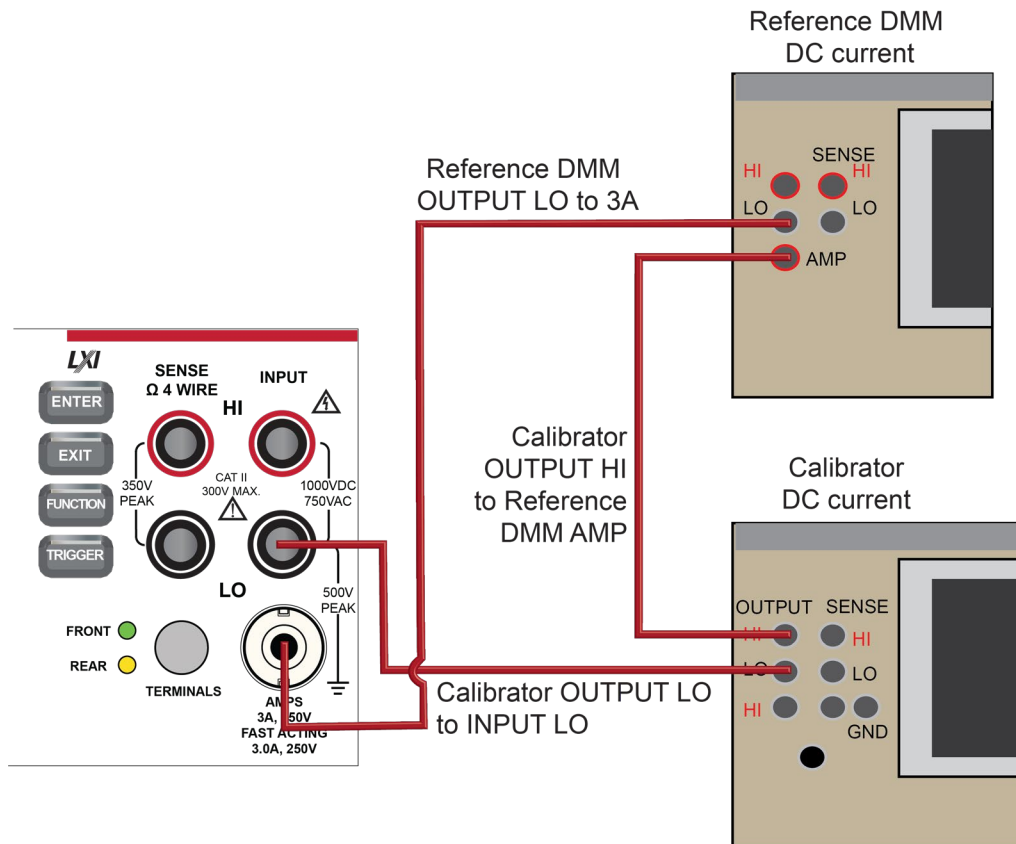 Reference DMM
DC current
SENSE
HI
HI
LO
LO
AMP
Reference DMM
OUTPUT LO to 3A
LXI
ENTER
EXIT
FUNCTION
TRIGGER
SENSE
Ω 4 WIRE
INPUT
HI
350V
PEAK
CAT II
300V MAX.
1000VDC
750VAC
LO
500V
PEAK
FRONT
REAR
TERMINALS
AMPS
3A, 250V
FAST ACTING
3.0A, 250V
Calibrator
OUTPUT HI
to Reference
DMM AMP
Calibrator
DC current
OUTPUT SENSE
HI
HI
LO
LO
HI
GND
Calibrator OUTPUT LO
to INPUT LO